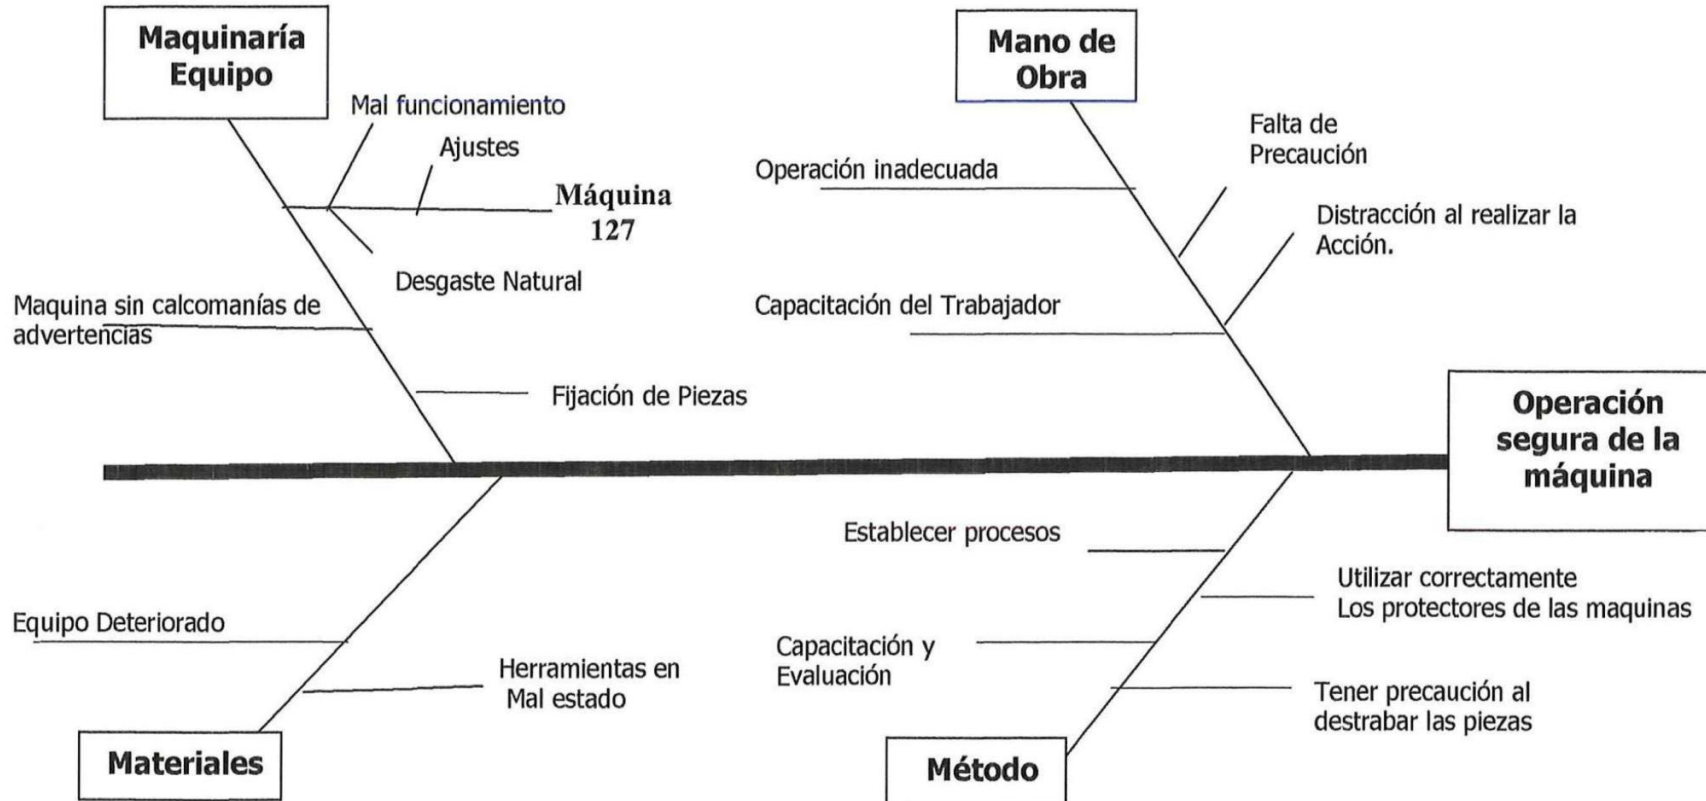 Maquinaría
Equipo
Mal funcionamiento
Ajustes
Máquina
127
Desgaste Natural
Maquina sin calcomanías de
advertencias
Fijación de Piezas
Mano de
Obra
Falta de
Precaución
Operación inadecuada
Distracción al realizar la
Acción.
Capacitación del Trabajador
Operación
segura de la
máquina
Establecer procesos
Utilizar correctamente
Los protectores de las maquinas
Equipo Deteriorado
Herramientas en
Mal estado
Capacitación y
Evaluación
Tener precaución al
destrabar las piezas
Materiales
Método